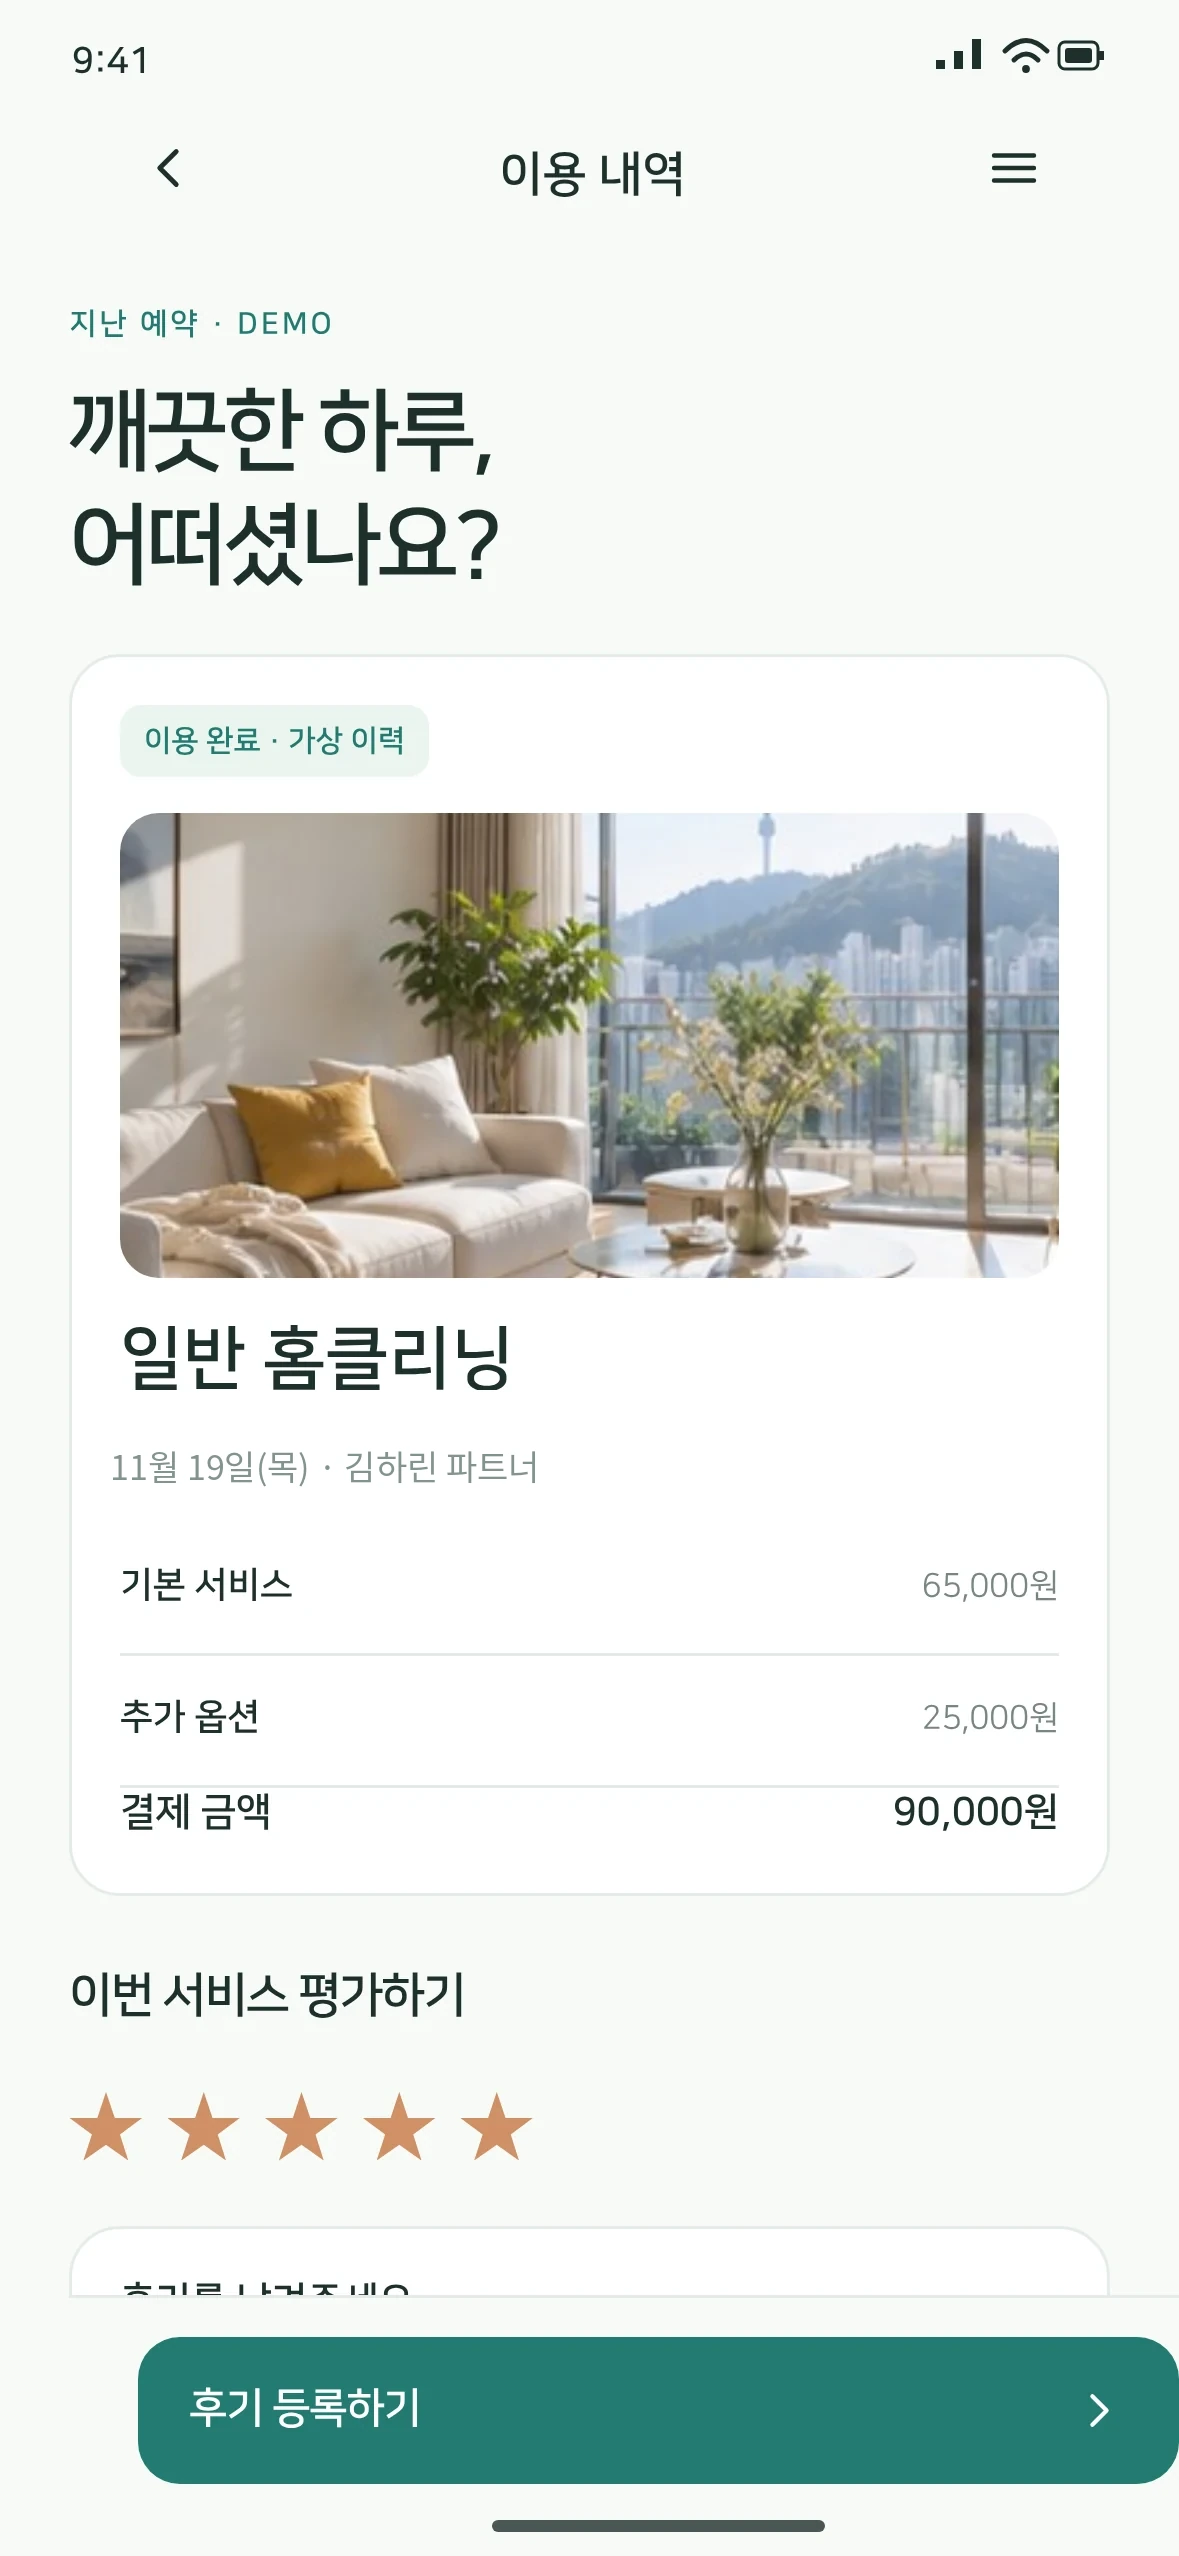 9:41
이용 내역
지난 예약 · DEMO
깨끗한 하루,
어떠셨나요?
이용 완료 · 가상 이력
일반 홈클리닝
11월 19일(목) · 김하린 파트너
기본 서비스 65,000원
추가 옵션 25,000원
결제 금액 90,000원
이번 서비스 평가하기
후기 등록하기